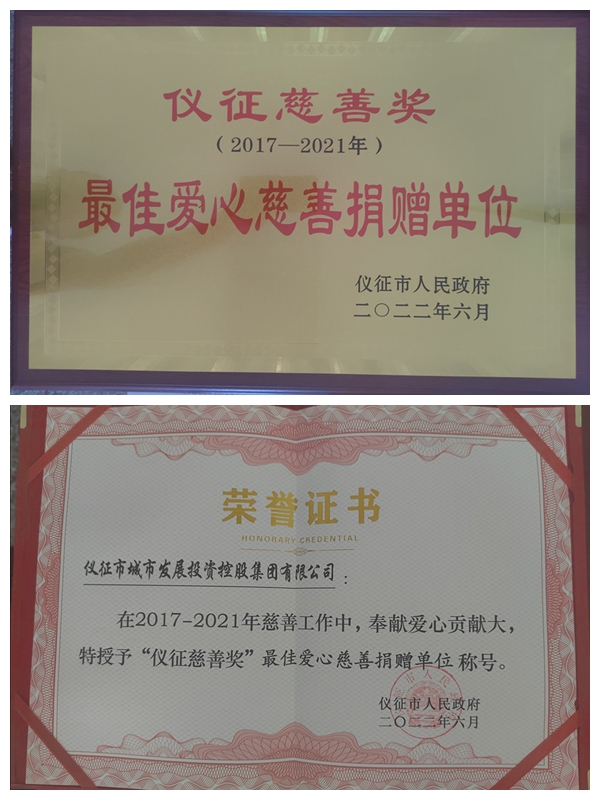 仪征慈善奖
（2017—2021年）
最佳爱心慈善捐赠单位
仪征市人民政府
二〇二二年六月
荣誉证书
HONORARY CREDENTIAL
仪征市城市发展投资控股集团有限公司：
在2017-2021年慈善工作中，奉献爱心贡献大，
特授予“仪征慈善奖”最佳爱心慈善捐赠单位称号。
仪征市人民政府
二〇二二年六月